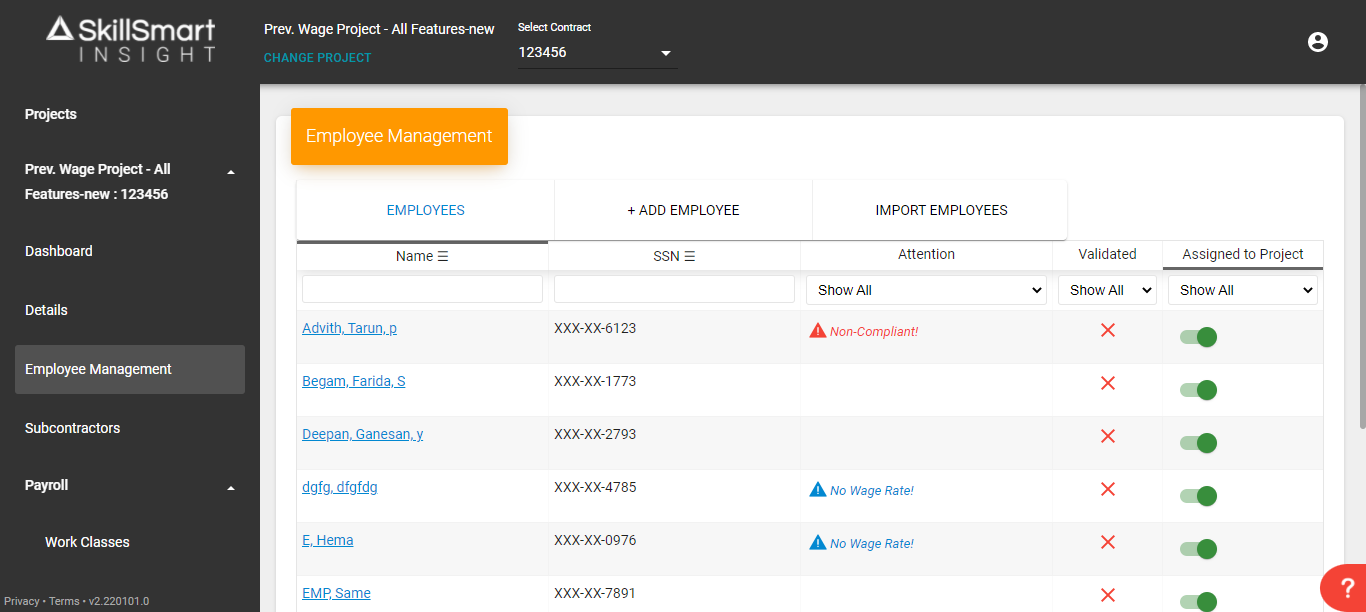 SkillSmart
INSIGHT
Prev. Wage Project - All Features-new
CHANGE PROJECT
Select Contract
123456
Projects
Prev. Wage Project - All
Features-new : 123456
Dashboard
Details
Employee Management
Subcontractors
Payroll
Work Classes
Privacy • Terms • v2.220101.0
Employee Management
EMPLOYEES
+ ADD EMPLOYEE
IMPORT EMPLOYEES
Name ☰ SSN ☰ Attention Validated Assigned to Project
Show All Show All Show All
Advith, Tarun, p XXX-XX-6123 Non-Compliant!
Begam, Farida, S XXX-XX-1773
Deepan, Ganesan, y XXX-XX-2793
dgfg, dfgfdg XXX-XX-4785 No Wage Rate!
E, Hema XXX-XX-0976 No Wage Rate!
EMP, Same XXX-XX-7891
?